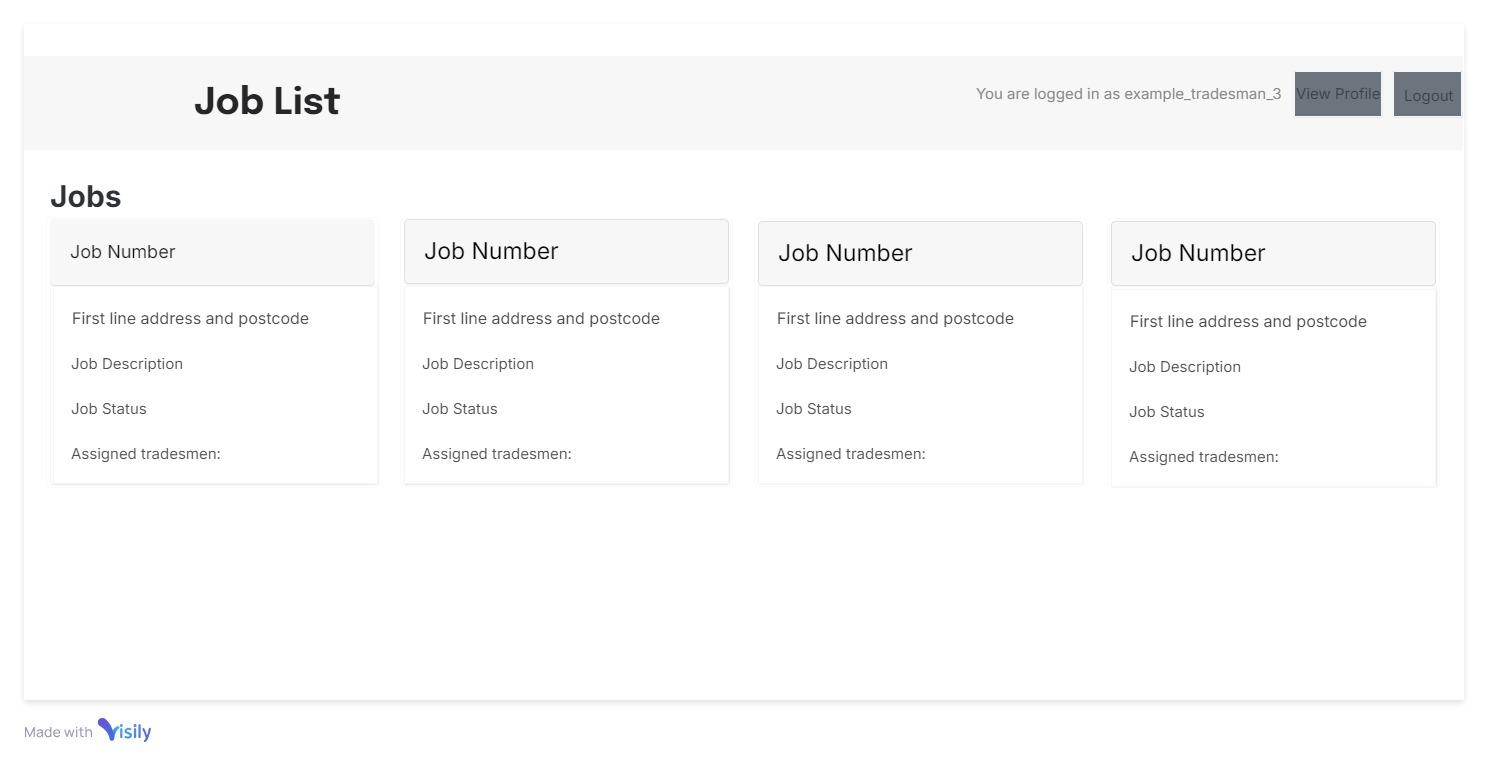 Job List
You are logged in as example_tradesman_3
View Profile
Logout
Jobs
Job Number
First line address and postcode
Job Description
Job Status
Assigned tradesmen:
Job Number
First line address and postcode
Job Description
Job Status
Assigned tradesmen:
Job Number
First line address and postcode
Job Description
Job Status
Assigned tradesmen:
Job Number
First line address and postcode
Job Description
Job Status
Assigned tradesmen:
Made with Visily